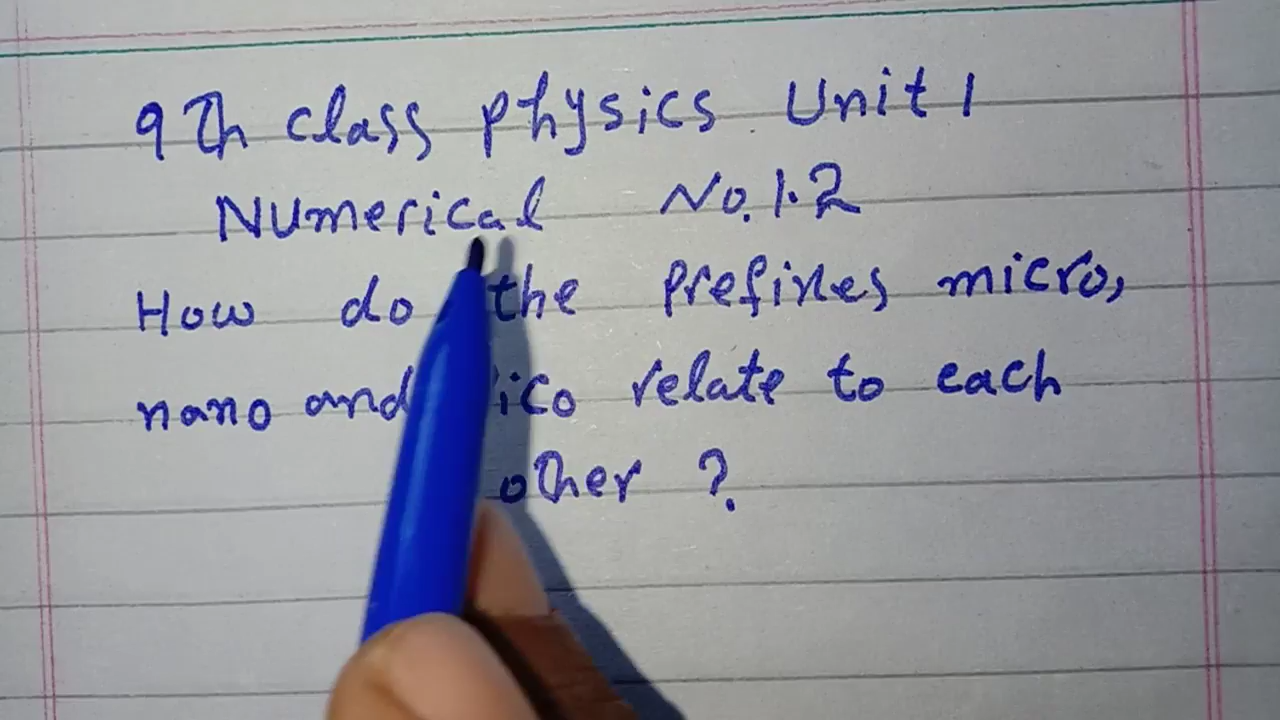 9Th class physics Unit 1
Numerical No. 1.2
How do the prefixes micro,
nano and ico relate to each
other ?